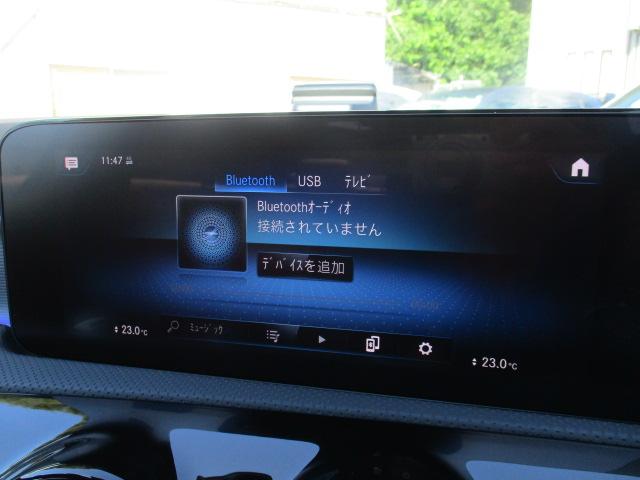 11:47
Bluetooth USB テレビ
Bluetoothオーディオ
接続されていません
デバイスを追加
ミュージック
23.0°C
23.0°C